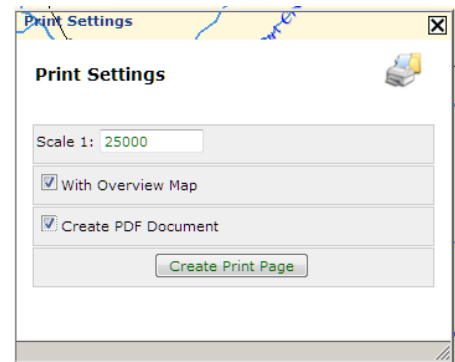 Print Settings
Print Settings
Scale 1: 25000
With Overview Map
Create PDF Document
Create Print Page